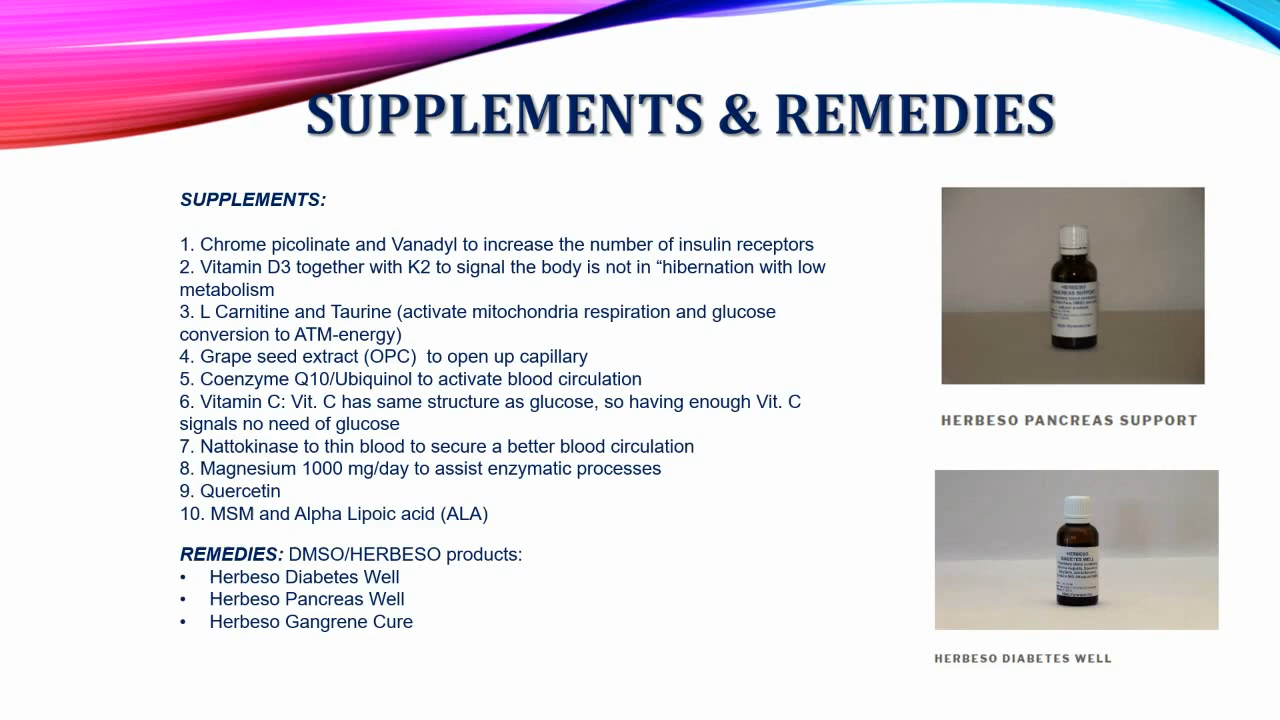 SUPPLEMENTS & REMEDIES
SUPPLEMENTS:
1. Chrome picolinate and Vanadyl to increase the number of insulin receptors
2. Vitamin D3 together with K2 to signal the body is not in “hibernation with low
metabolism
3. L Carnitine and Taurine (activate mitochondria respiration and glucose
conversion to ATM-energy)
4. Grape seed extract (OPC)  to open up capillary
5. Coenzyme Q10/Ubiquinol to activate blood circulation
6. Vitamin C: Vit. C has same structure as glucose, so having enough Vit. C
signals no need of glucose
7. Nattokinase to thin blood to secure a better blood circulation
8. Magnesium 1000 mg/day to assist enzymatic processes
9. Quercetin
10. MSM and Alpha Lipoic acid (ALA)
REMEDIES: DMSO/HERBESO products:
• Herbeso Diabetes Well
• Herbeso Pancreas Well
• Herbeso Gangrene Cure
HERBESO
PANCREAS SUPPORT
HERBESO PANCREAS SUPPORT
HERBESO
DIABETES WELL
HERBESO DIABETES WELL